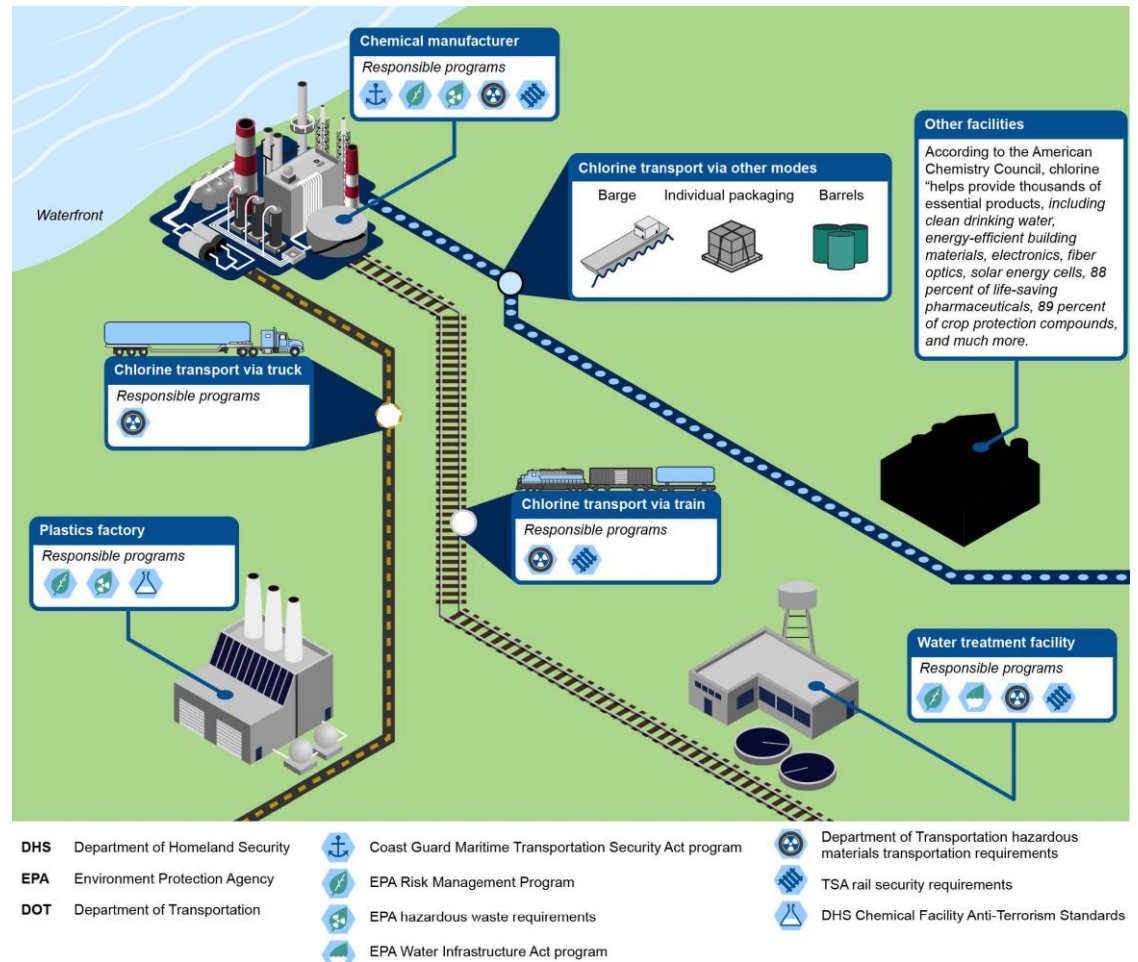 Chemical manufacturer
Responsible programs
Waterfront
Chlorine transport via other modes
Barge
Individual packaging
Barrels
Other facilities
According to the American
Chemistry Council, chlorine
“helps provide thousands of
essential products, including
clean drinking water,
energy-efficient building
materials, electronics, fiber
optics, solar energy cells, 88
percent of life-saving
pharmaceuticals, 89 percent
of crop protection compounds,
and much more.
Chlorine transport via truck
Responsible programs
Chlorine transport via train
Responsible programs
Plastics factory
Responsible programs
Water treatment facility
Responsible programs
DHS Department of Homeland Security
EPA Environment Protection Agency
DOT Department of Transportation
Coast Guard Maritime Transportation Security Act program
EPA Risk Management Program
EPA hazardous waste requirements
EPA Water Infrastructure Act program
Department of Transportation hazardous
materials transportation requirements
TSA rail security requirements
DHS Chemical Facility Anti-Terrorism Standards